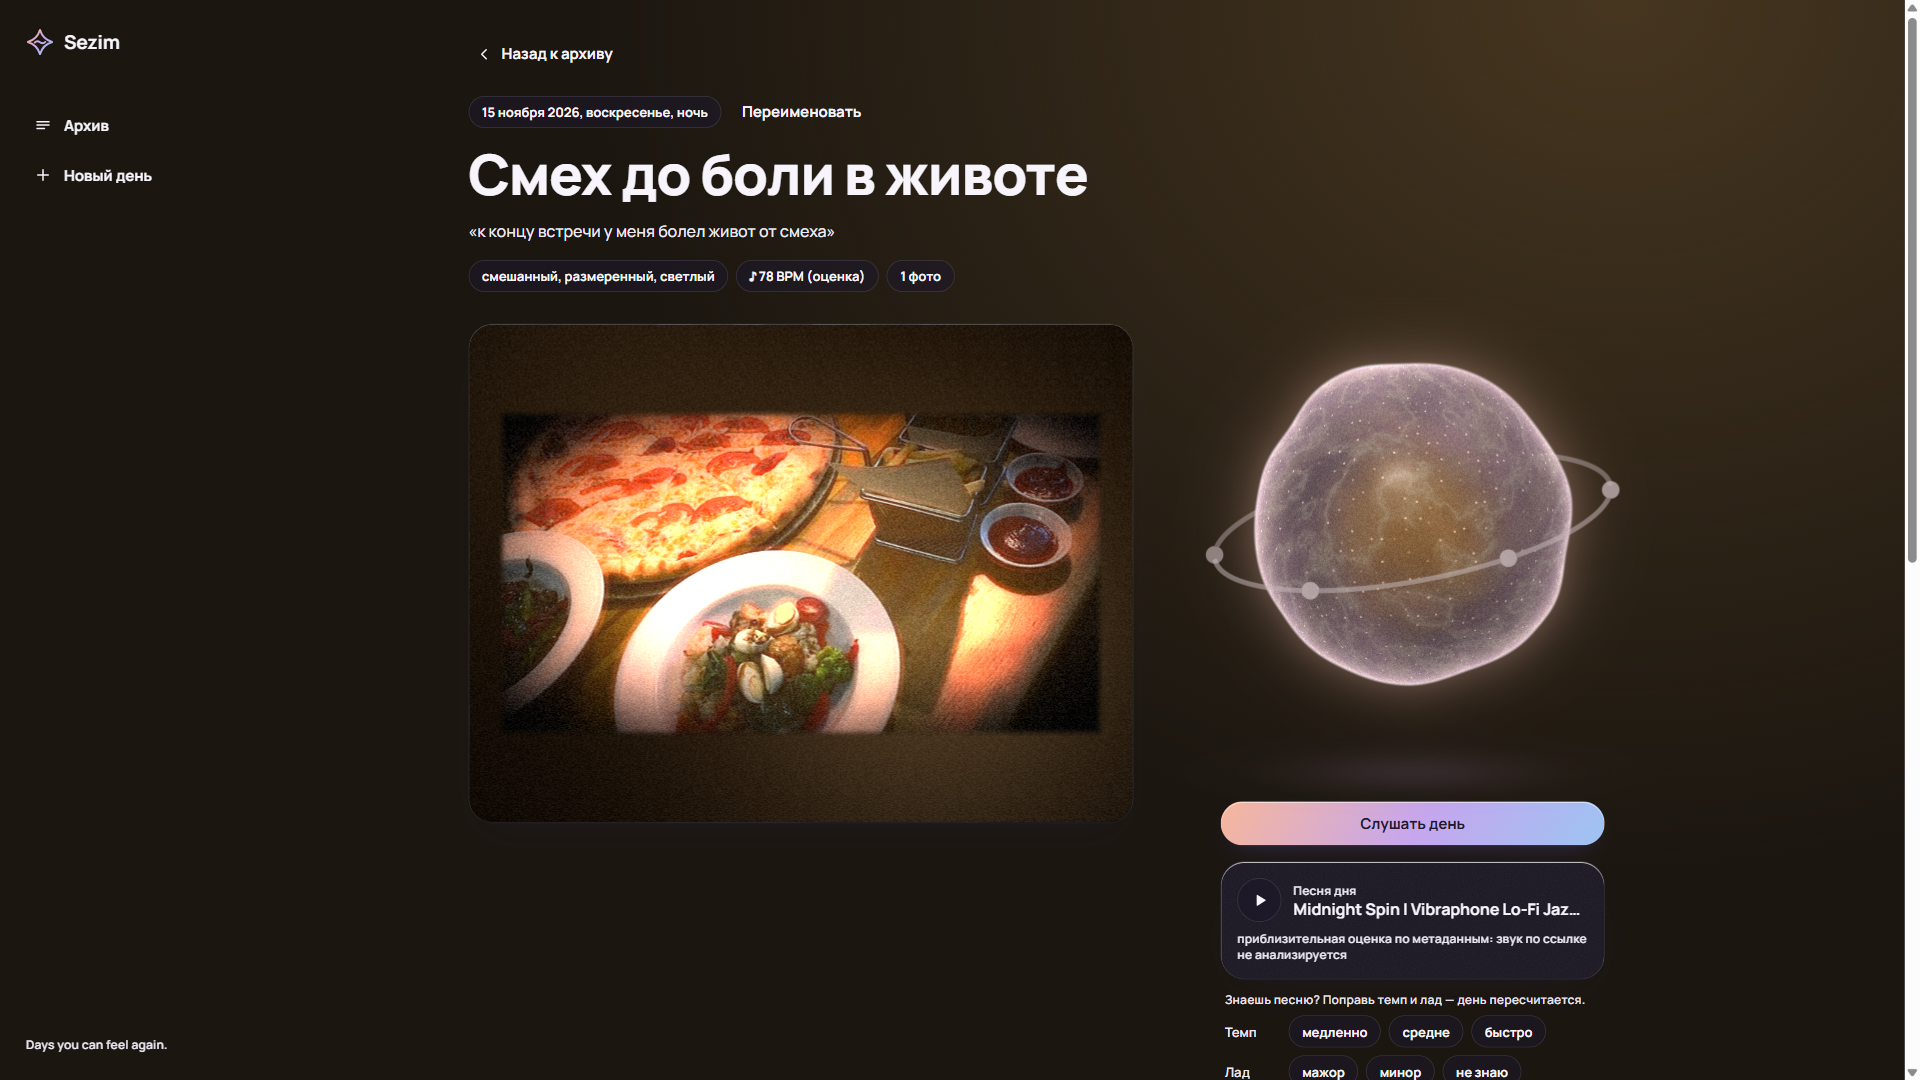 Sezim
Архив
Новый день
Days you can feel again.
Назад к архиву
15 ноября 2026, воскресенье, ночь
Переименовать
Смех до боли в животе
«к концу встречи у меня болел живот от смеха»
смешанный, размеренный, светлый
♪ 78 BPM (оценка)
1 фото
Слушать день
Песня дня
Midnight Spin | Vibraphone Lo-Fi Jaz...
приблизительная оценка по метаданным: звук по ссылке
не анализируется
Знаешь песню? Поправь темп и лад — день пересчитается.
Темп
медленно
средне
быстро
Лад
мажор
минор
не знаю